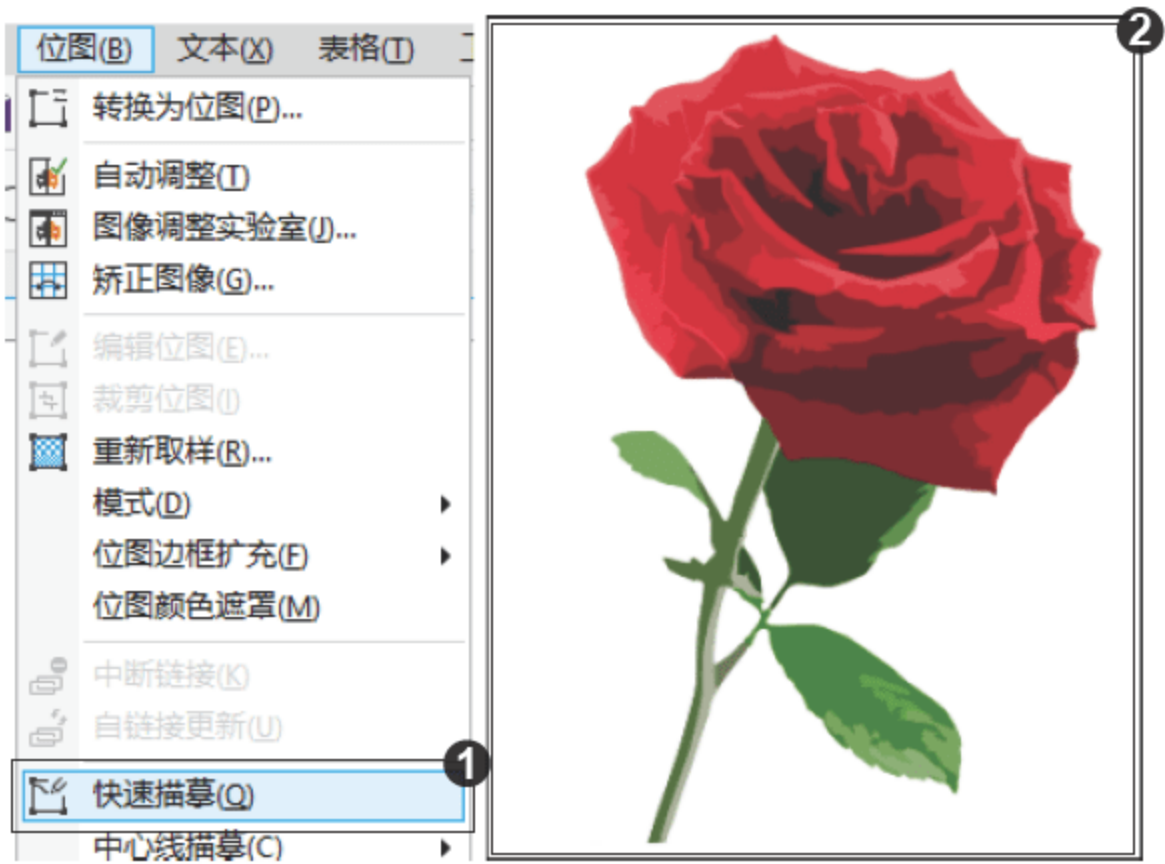 位图(B) 文本(X) 表格(T)
转换为位图(P)...
自动调整(T)
图像调整实验室(J)...
矫正图像(G)...
编辑位图(E)...
裁剪位图(I)
重新取样(R)...
模式(D)
位图边框扩充(F)
位图颜色遮罩(M)
中断链接(K)
自链接更新(U)
快速描摹(Q)
中心线描摹(C)
1
2